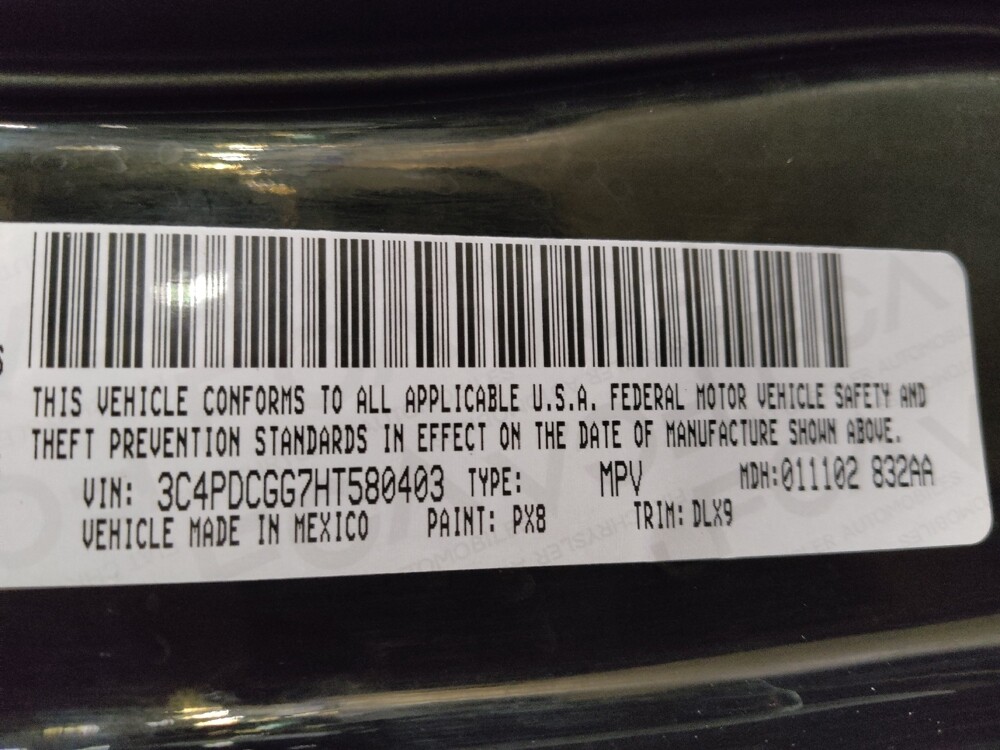 THIS VEHICLE CONFORMS TO ALL APPLICABLE U.S.A. FEDERAL MOTOR VEHICLE SAFETY AND
THEFT PREVENTION STANDARDS IN EFFECT ON THE DATE OF MANUFACTURE SHOWN ABOVE.
VIN: 3C4PDCGG7HT580403 TYPE: MPV MDH:011102 832AA
VEHICLE MADE IN MEXICO PAINT: PX8 TRIM: DLX9